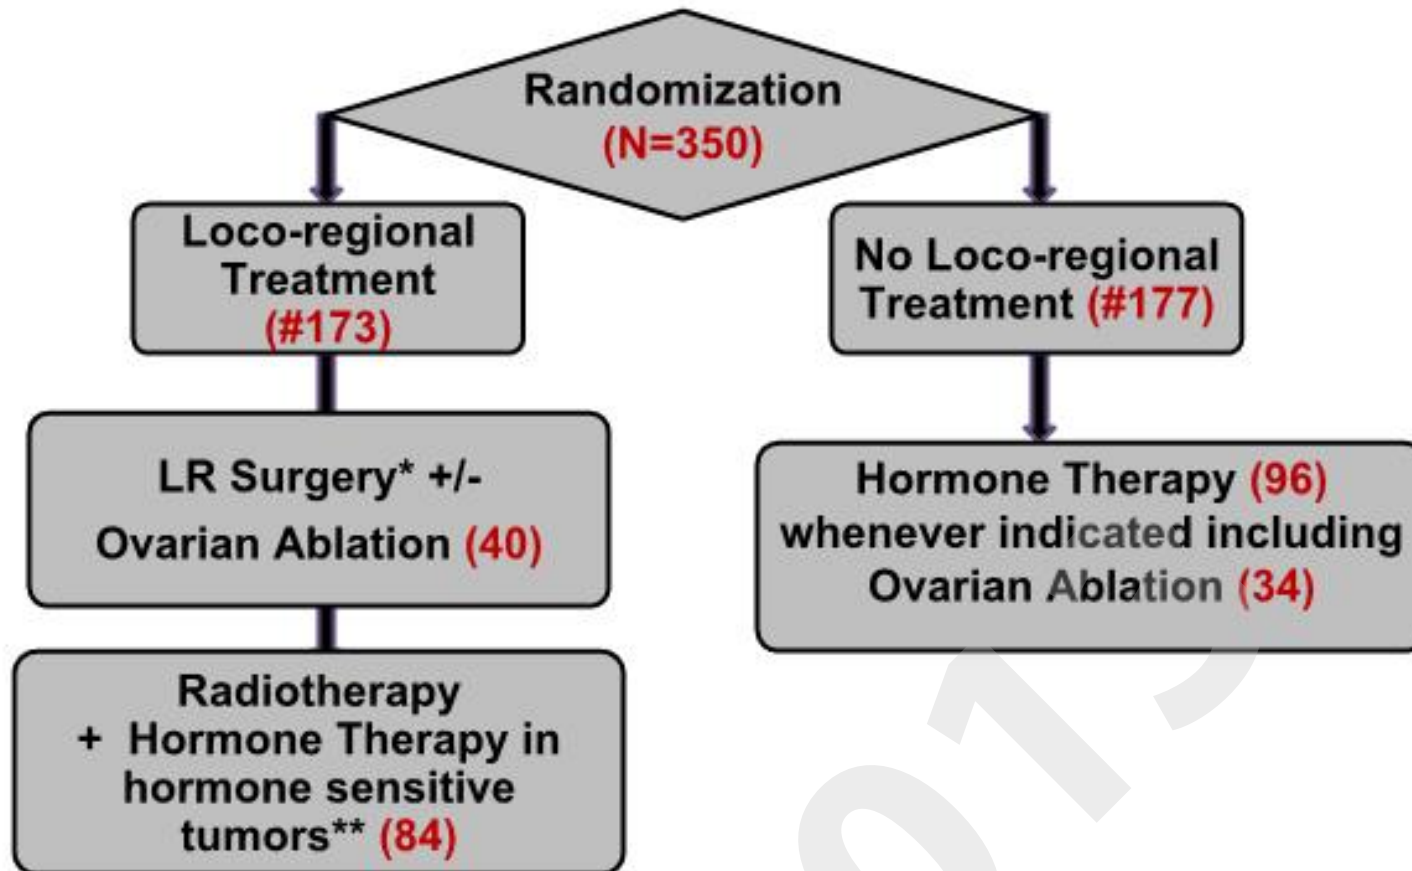 Randomization
(N=350)
Loco-regional
Treatment
(#173)
No Loco-regional
Treatment (#177)
LR Surgery* +/-
Ovarian Ablation (40)
Hormone Therapy (96)
whenever indicated including
Ovarian Ablation (34)
Radiotherapy
+ Hormone Therapy in
hormone sensitive
tumors** (84)